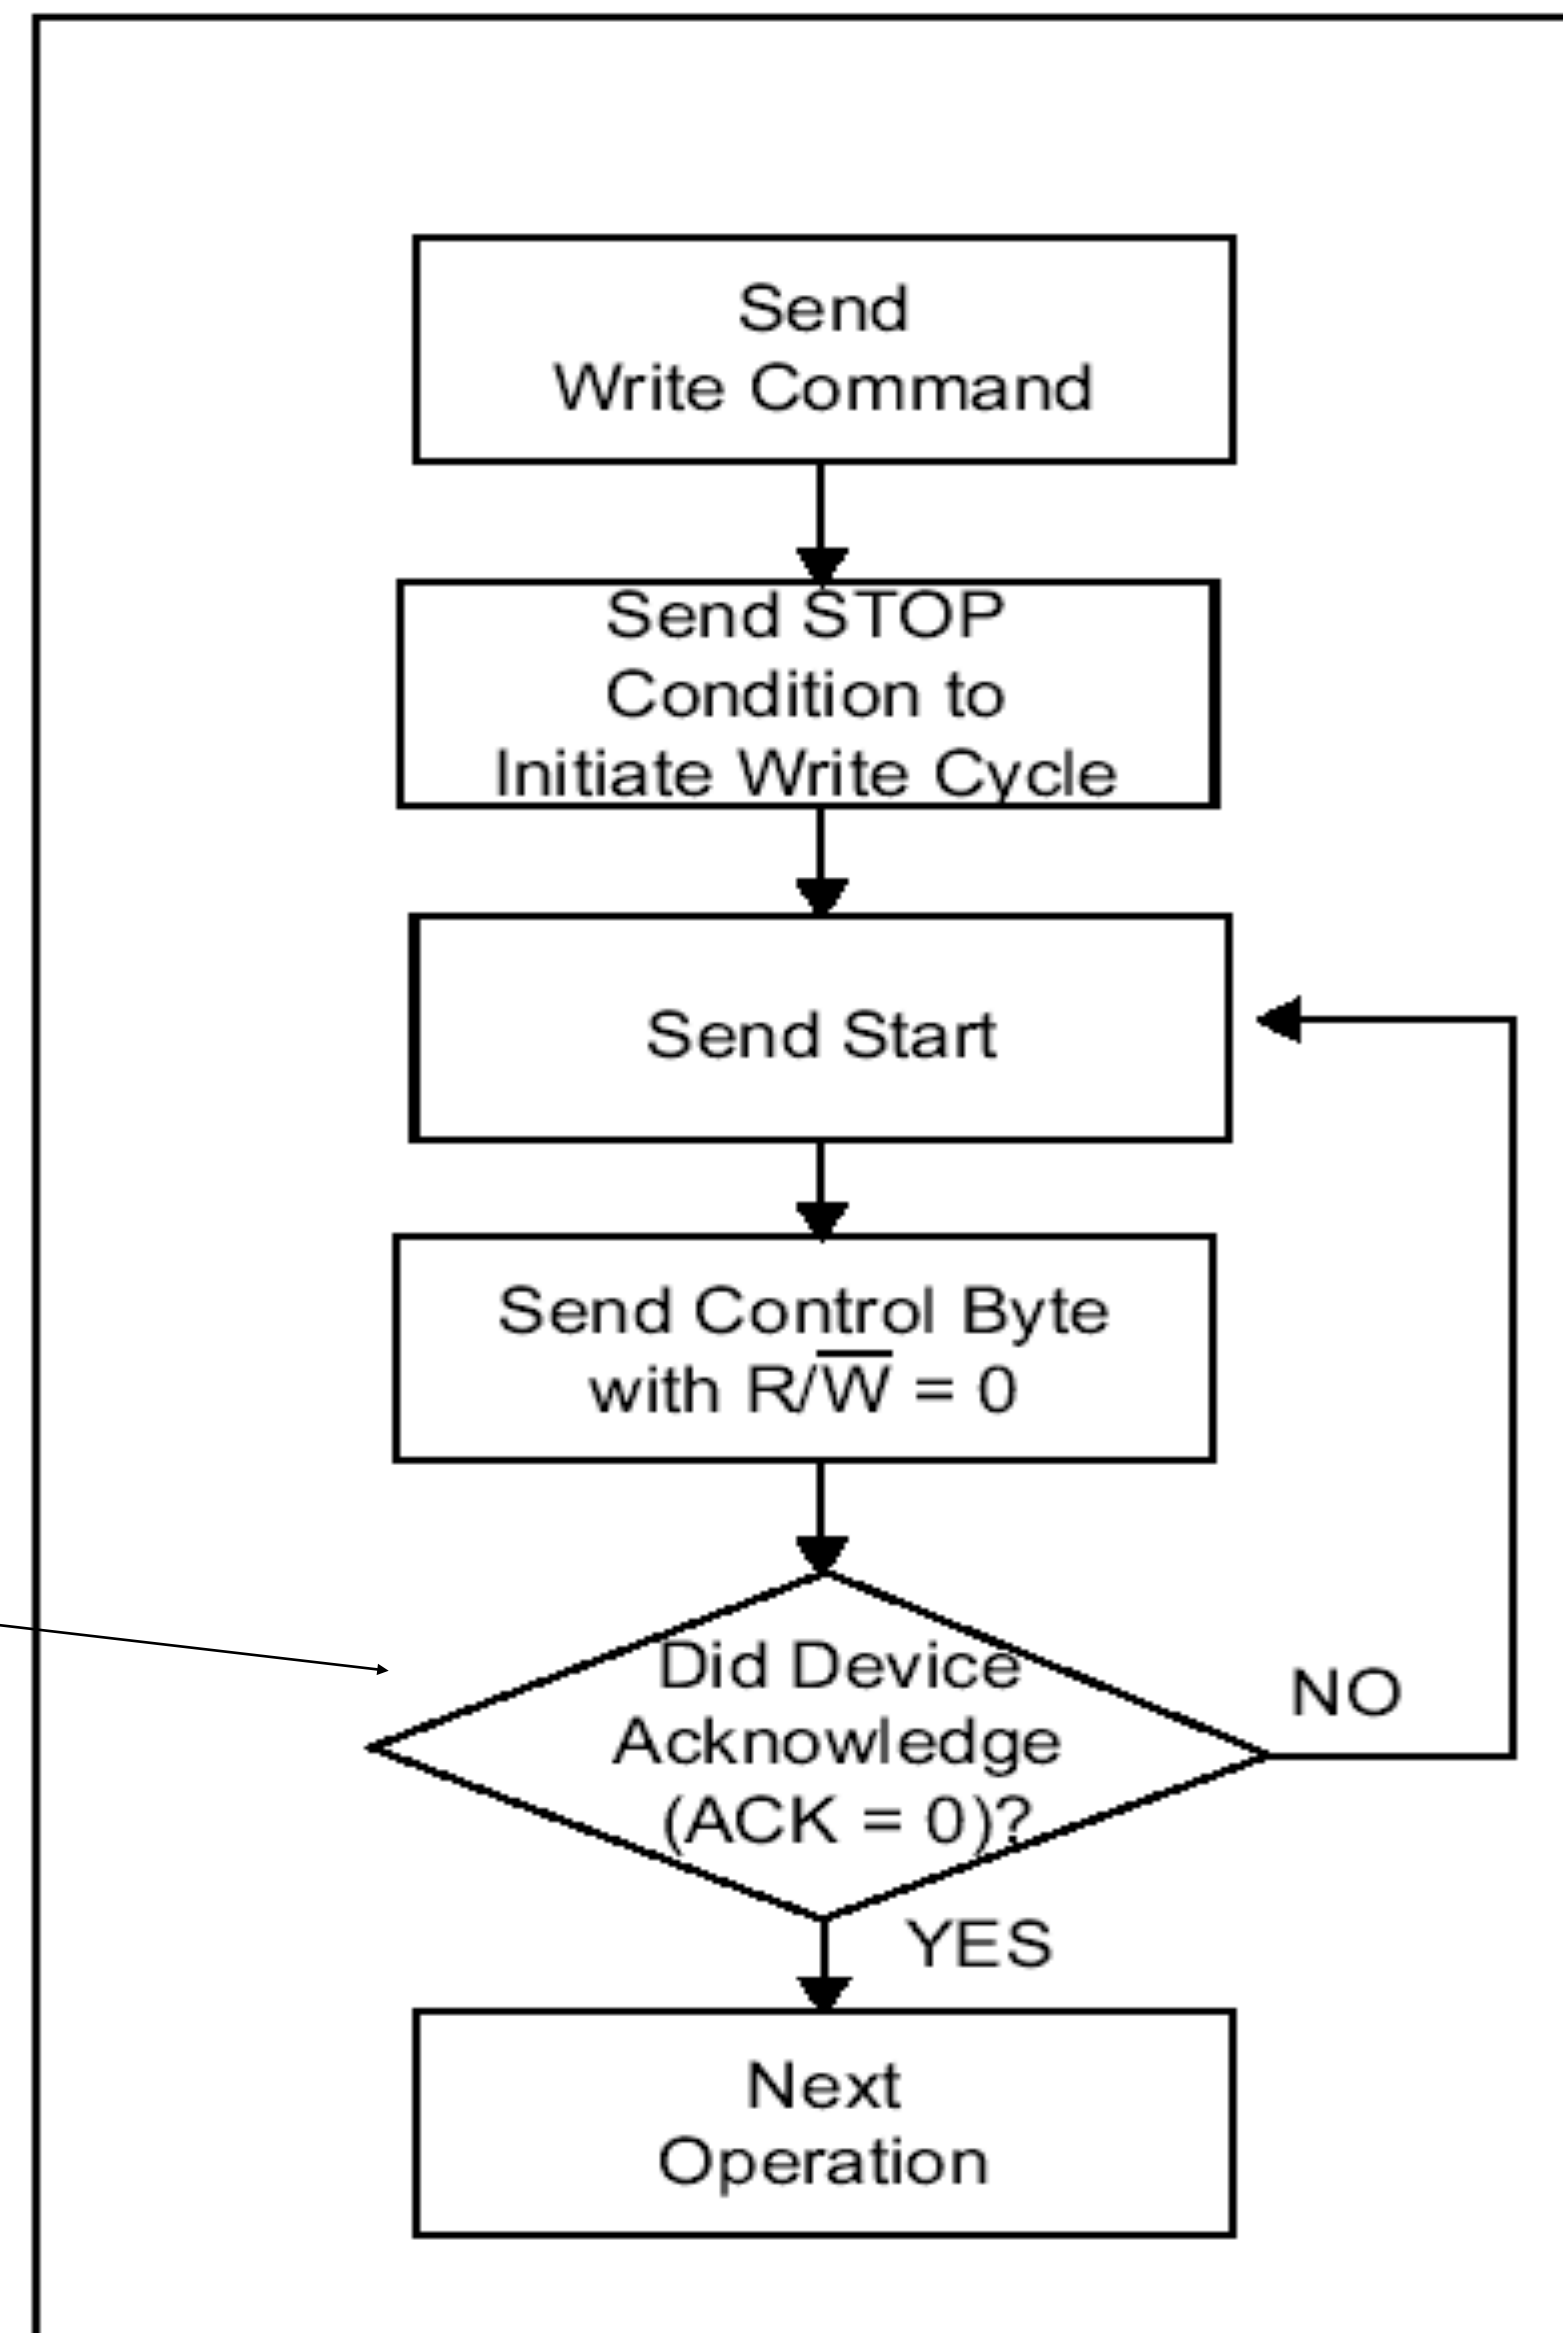 Send
Write Command
Send STOP
Condition to
Initiate Write Cycle
Send Start
Send Control Byte
with R/W̅ = 0
Did Device
Acknowledge
(ACK = 0)?
NO
YES
Next
Operation